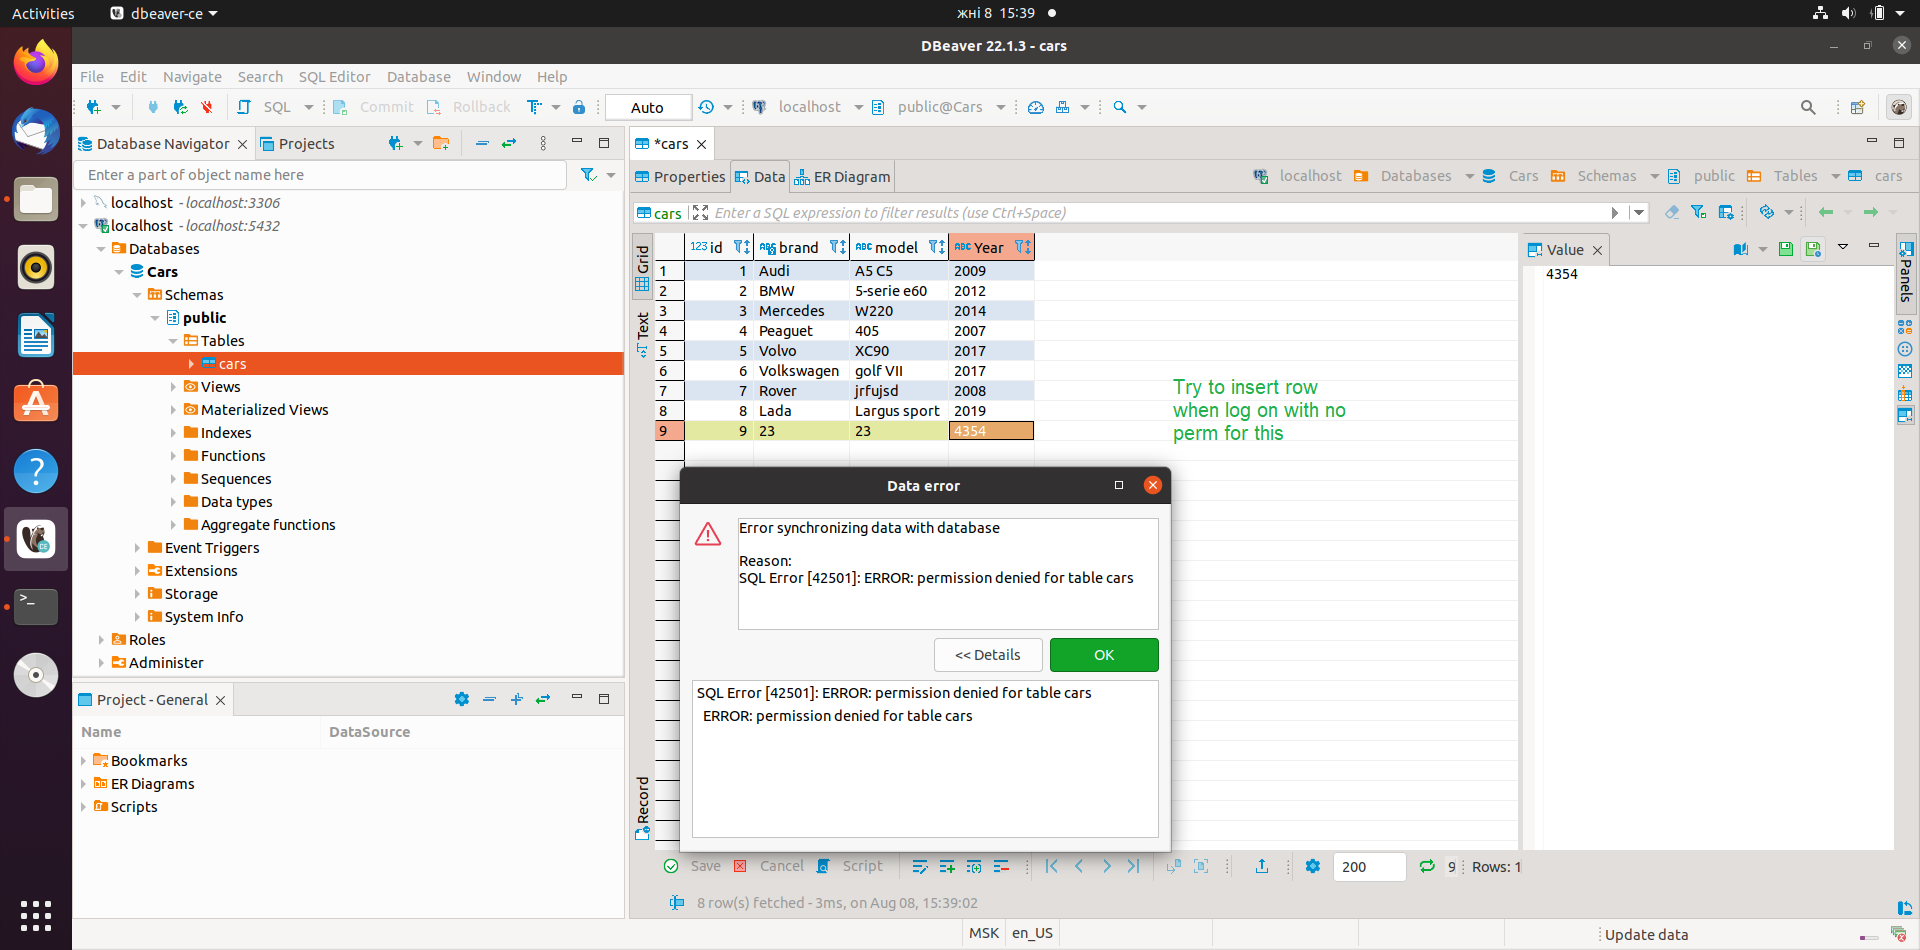 Activities
dbeaver-ce
жні 8 15:39
DBeaver 22.1.3 - cars
File Edit Navigate Search SQL Editor Database Window Help
SQL Commit Rollback Auto localhost public@Cars
Database Navigator Projects
Enter a part of object name here
localhost - localhost:3306
localhost - localhost:5432
Databases
Cars
Schemas
public
Tables
cars
Views
Materialized Views
Indexes
Functions
Sequences
Data types
Aggregate functions
Event Triggers
Extensions
Storage
System Info
Roles
Administer
Project - General
Name DataSource
Bookmarks
ER Diagrams
Scripts
*cars
Properties Data ER Diagram
localhost Databases Cars Schemas public Tables cars
cars Enter a SQL expression to filter results (use Ctrl+Space)
Grid
Text
Record
123 id ABC brand ABC model ABC Year
1 1 Audi A5 C5 2009
2 2 BMW 5-serie e60 2012
3 3 Mercedes W220 2014
4 4 Peaguet 405 2007
5 5 Volvo XC90 2017
6 6 Volkswagen golf VII 2017
7 7 Rover jrfujsd 2008
8 8 Lada Largus sport 2019
9 9 23 23 4354
Try to insert row
when log on with no
perm for this
Value
4354
Panels
Data error
Error synchronizing data with database
Reason:
SQL Error [42501]: ERROR: permission denied for table cars
<< Details OK
SQL Error [42501]: ERROR: permission denied for table cars
ERROR: permission denied for table cars
Save Cancel Script 200 9 Rows: 1
8 row(s) fetched - 3ms, on Aug 08, 15:39:02
MSK en_US Update data